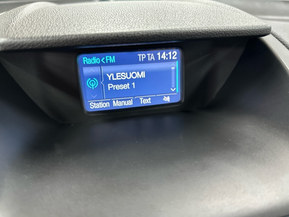 Radio<FM TP TA 14:12
YLESUOMI
Preset 1
Station Manual Text